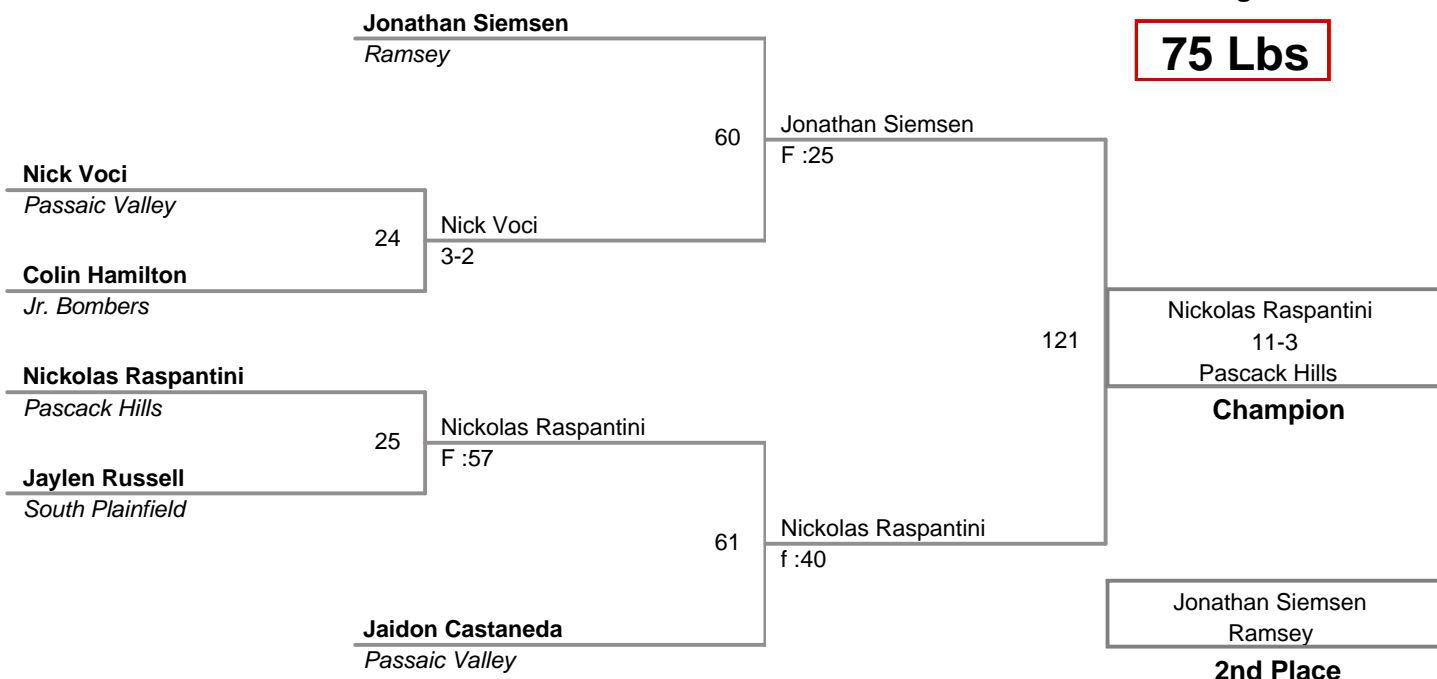 Jonathan Siemsen
Ramsey
75 Lbs
60
Jonathan Siemsen
F :25
Nick Voci
Passaic Valley
24
Nick Voci
3-2
Colin Hamilton
Jr. Bombers
121
Nickolas Raspantini
11-3
Pascack Hills
Champion
Nickolas Raspantini
Pascack Hills
25
Nickolas Raspantini
F :57
Jaylen Russell
South Plainfield
61
Nickolas Raspantini
f :40
Jaidon Castaneda
Passaic Valley
Jonathan Siemsen
Ramsey
2nd Place